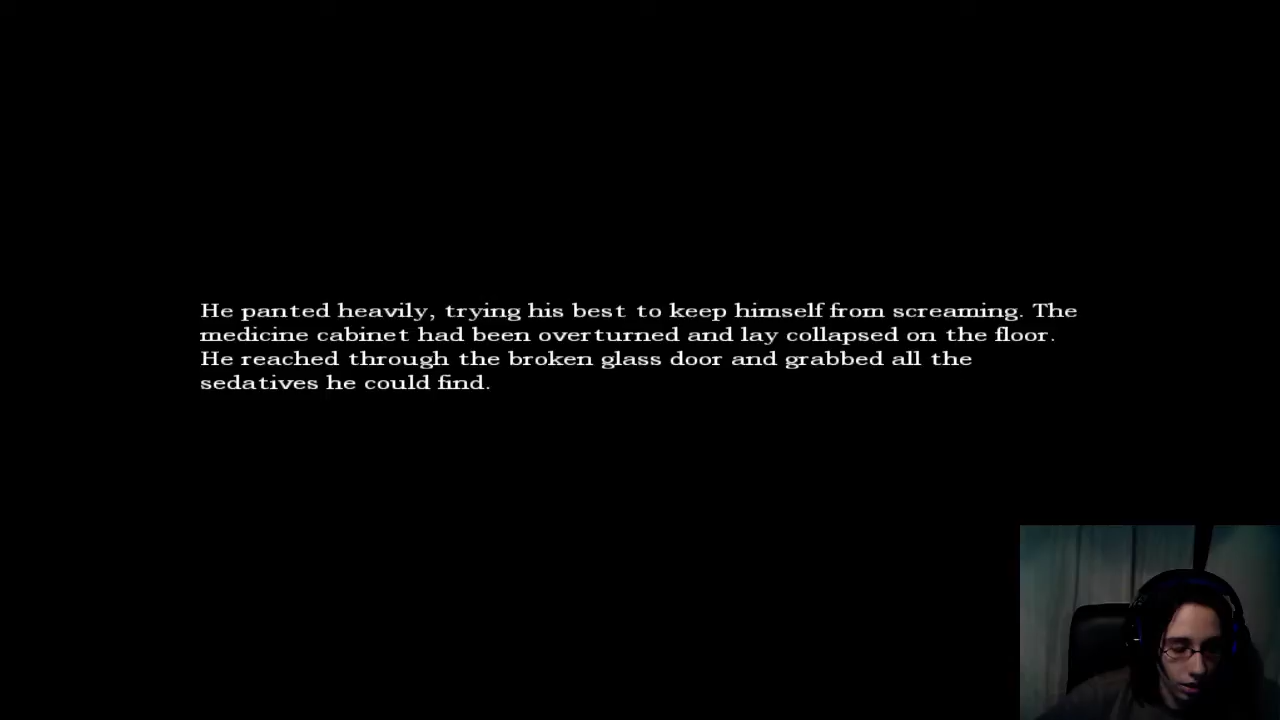 He panted heavily, trying his best to keep himself from screaming. The
medicine cabinet had been overturned and lay collapsed on the floor.
He reached through the broken glass door and grabbed all the
sedatives he could find.